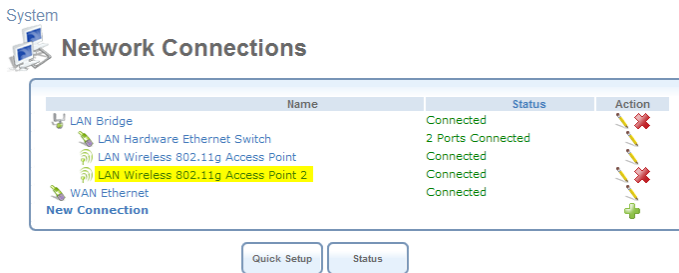 System
Network Connections
Name Status Action
LAN Bridge Connected
LAN Hardware Ethernet Switch 2 Ports Connected
LAN Wireless 802.11g Access Point Connected
LAN Wireless 802.11g Access Point 2 Connected
WAN Ethernet Connected
New Connection
Quick Setup Status